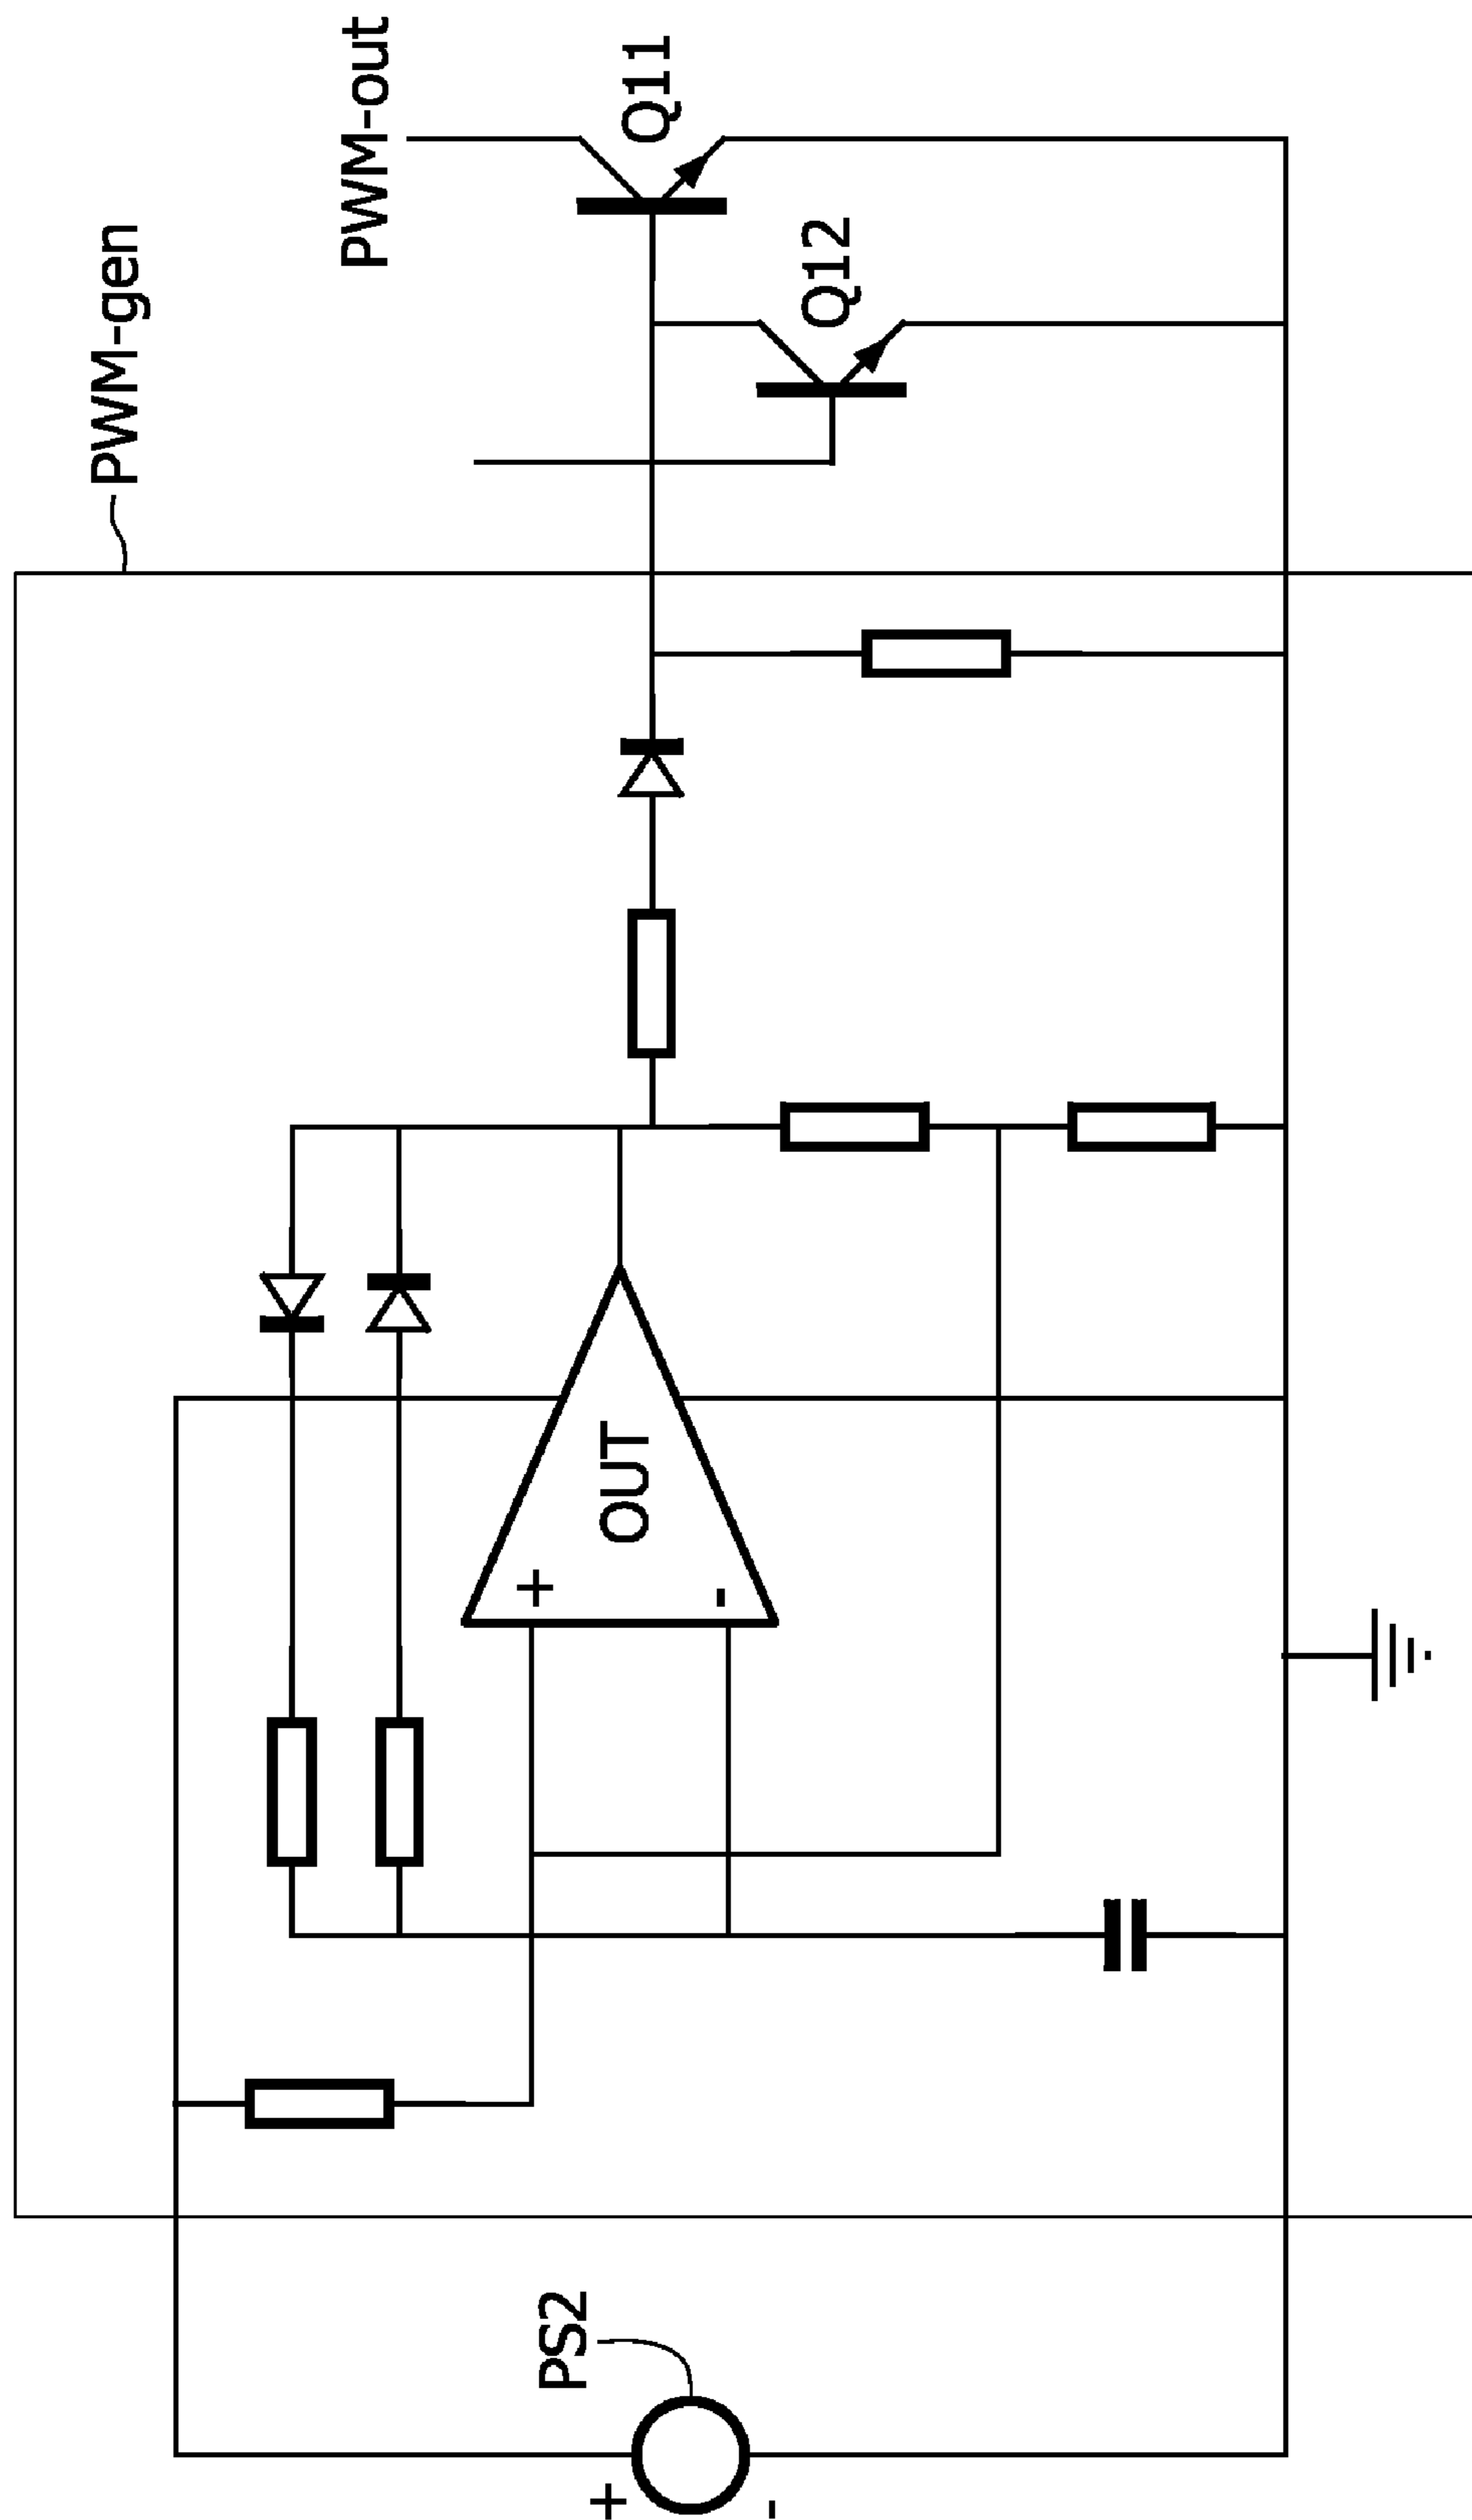 PWM-gen
PWM-out
Q11
Q12
OUT
+
-
PS2
+
-